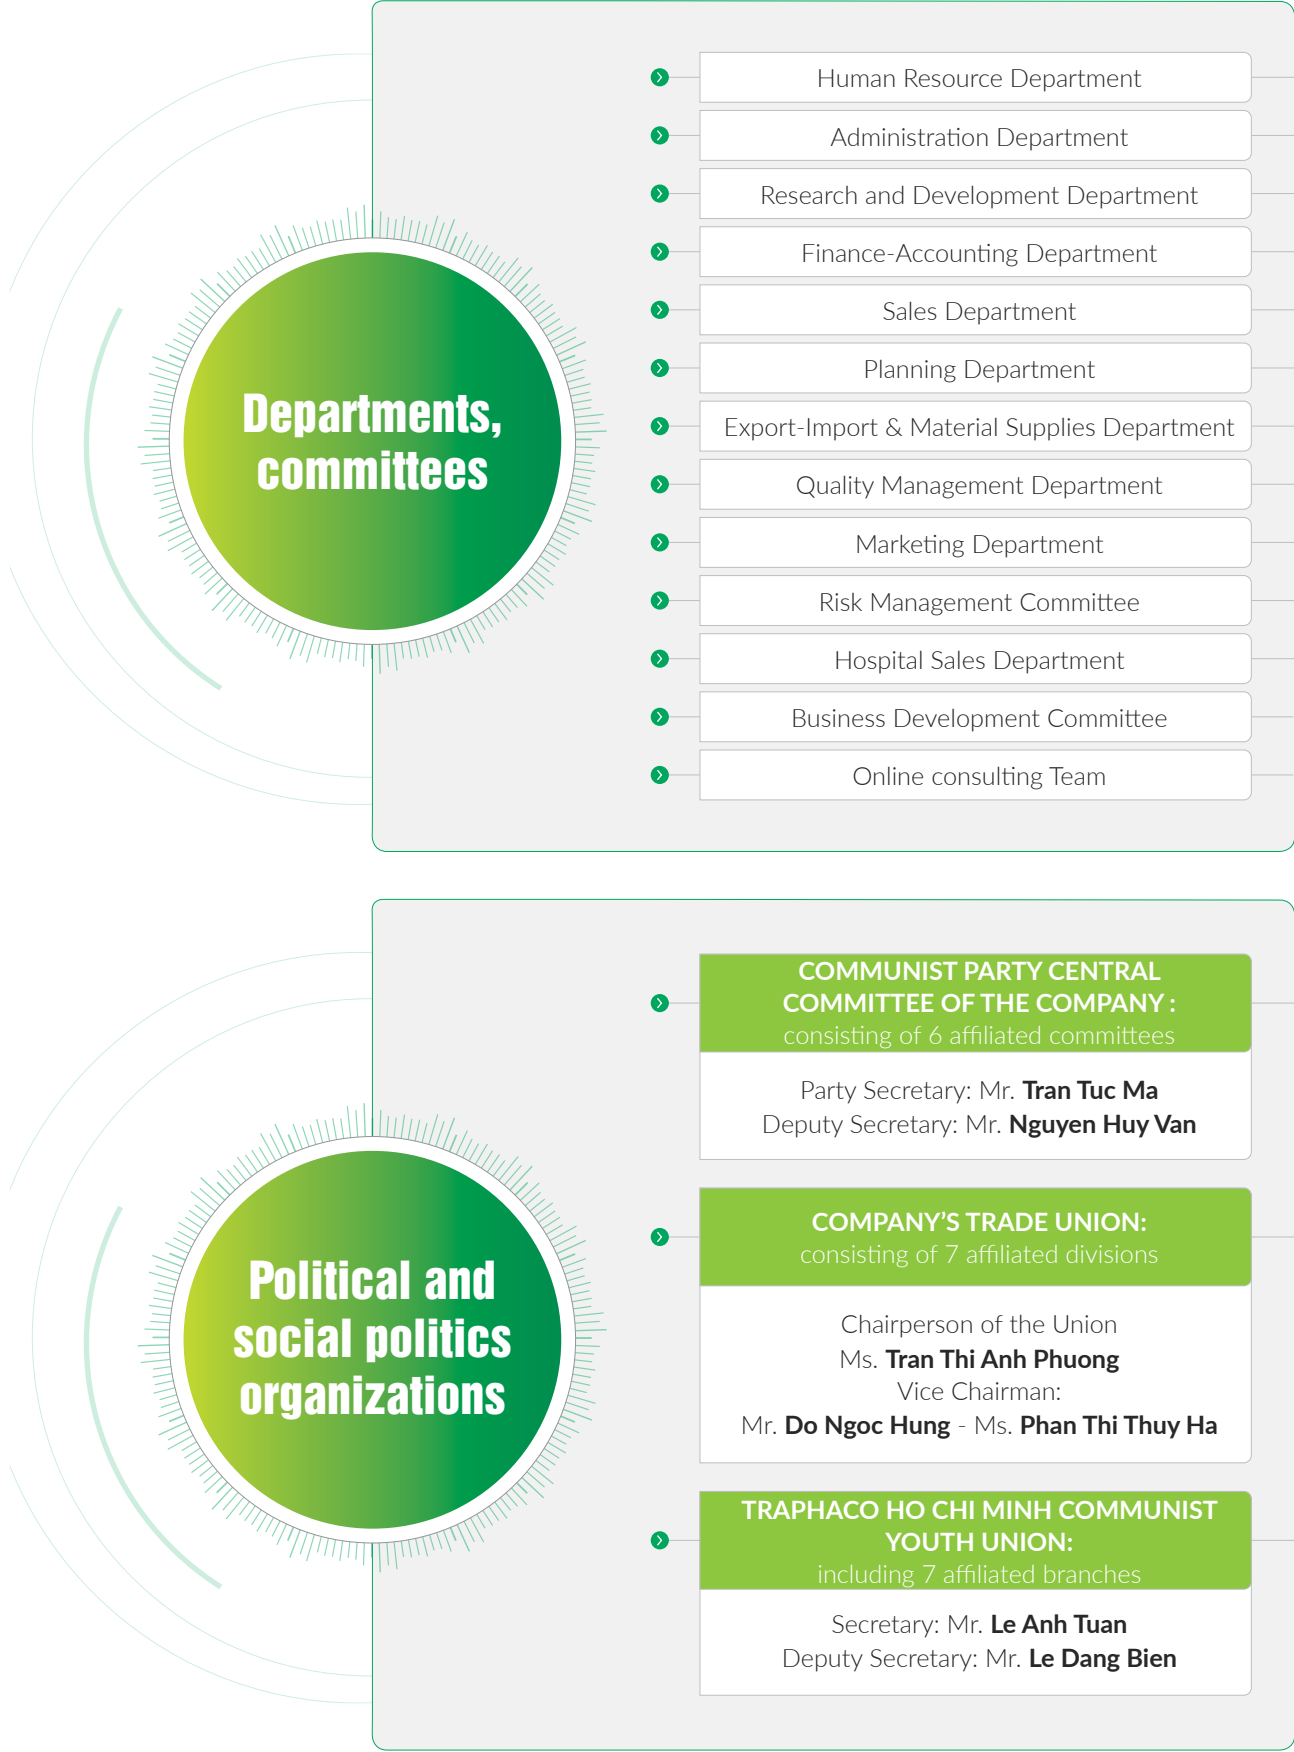 Departments,
committees
Human Resource Department
Administration Department
Research and Development Department
Finance-Accounting Department
Sales Department
Planning Department
Export-Import & Material Supplies Department
Quality Management Department
Marketing Department
Risk Management Committee
Hospital Sales Department
Business Development Committee
Online consulting Team
Political and
social politics
organizations
COMMUNIST PARTY CENTRAL
COMMITTEE OF THE COMPANY :
consisting of 6 affiliated committees
Party Secretary: Mr. Tran Tuc Ma
Deputy Secretary: Mr. Nguyen Huy Van
COMPANY’S TRADE UNION:
consisting of 7 affiliated divisions
Chairperson of the Union
Ms. Tran Thi Anh Phuong
Vice Chairman:
Mr. Do Ngoc Hung - Ms. Phan Thi Thuy Ha
TRAPHACO HO CHI MINH COMMUNIST
YOUTH UNION:
including 7 affiliated branches
Secretary: Mr. Le Anh Tuan
Deputy Secretary: Mr. Le Dang Bien